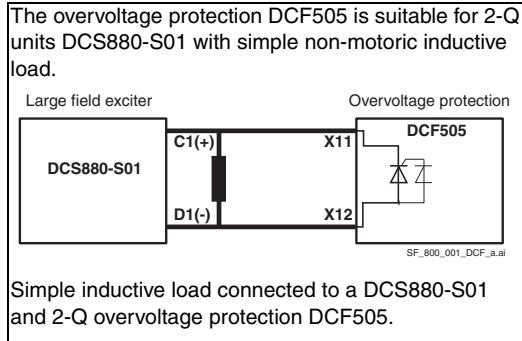 The overvoltage protection DCF505 is suitable for 2-Q
units DCS880-S01 with simple non-motoric inductive
load.
Large field exciter
Overvoltage protection
DCS880-S01
C1(+)
D1(-)
X11
X12
DCF505
SF_800_001_DCF_a.ai
Simple inductive load connected to a DCS880-S01
and 2-Q overvoltage protection DCF505.